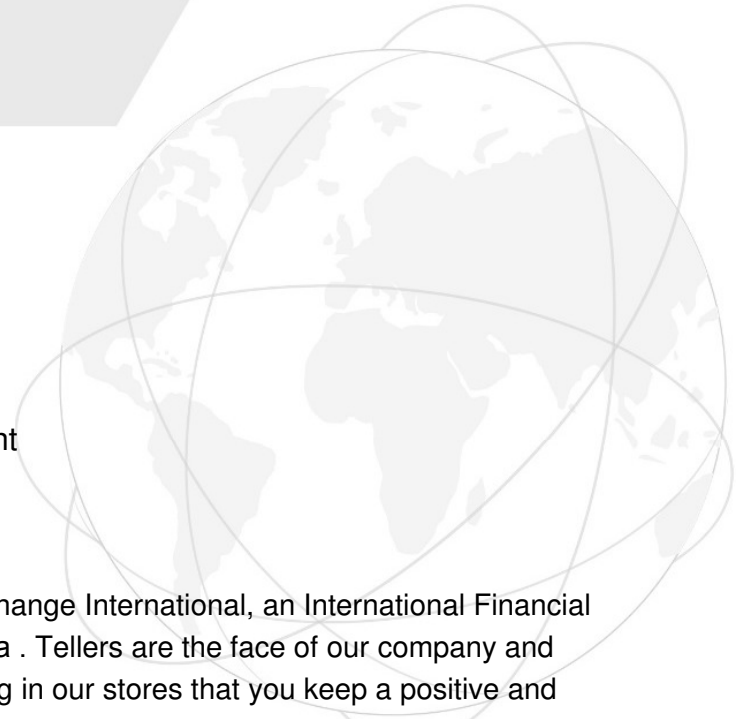 nt
hange International, an International Financial
a . Tellers are the face of our company and
g in our stores that you keep a positive and